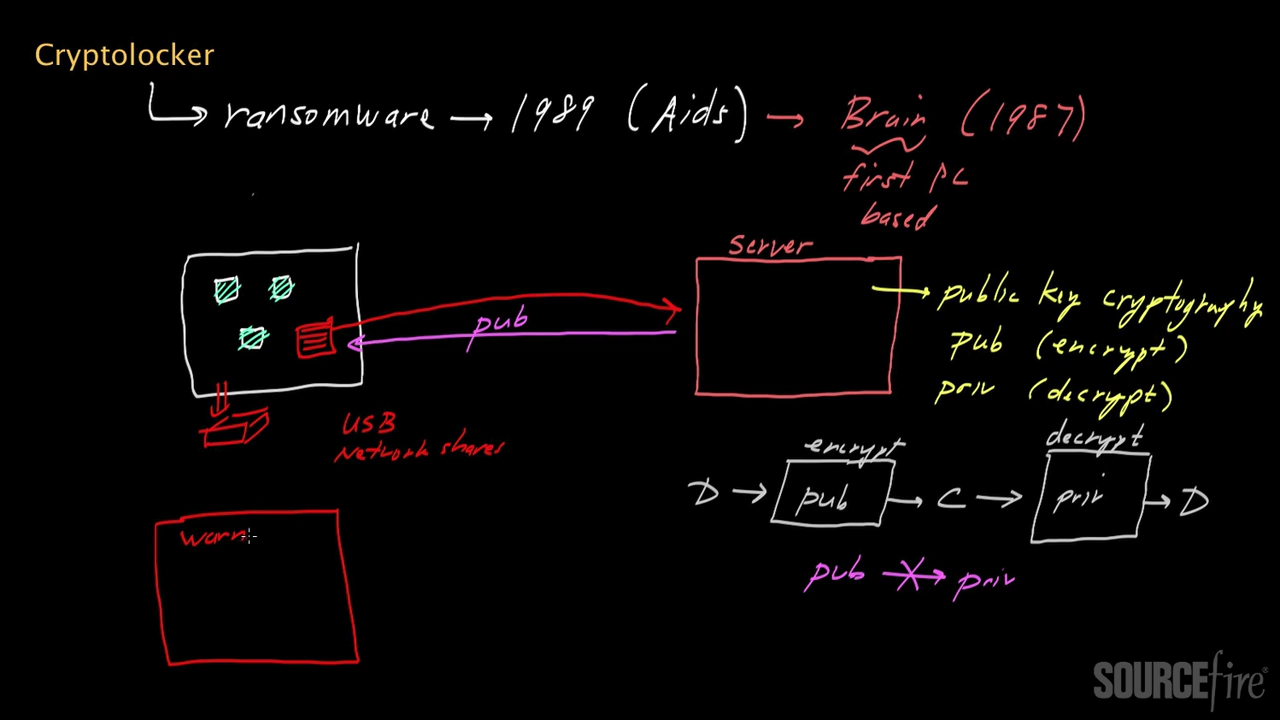 Cryptolocker
ransomware → 1989 (Aids) → Brain (1987)
first PC
based
server
public key cryptography
pub
pub (encrypt)
priv (decrypt)
USB
Network shares
encrypt
decrypt
D → pub → C → priv → D
warn
pub → priv
SOURCEfire